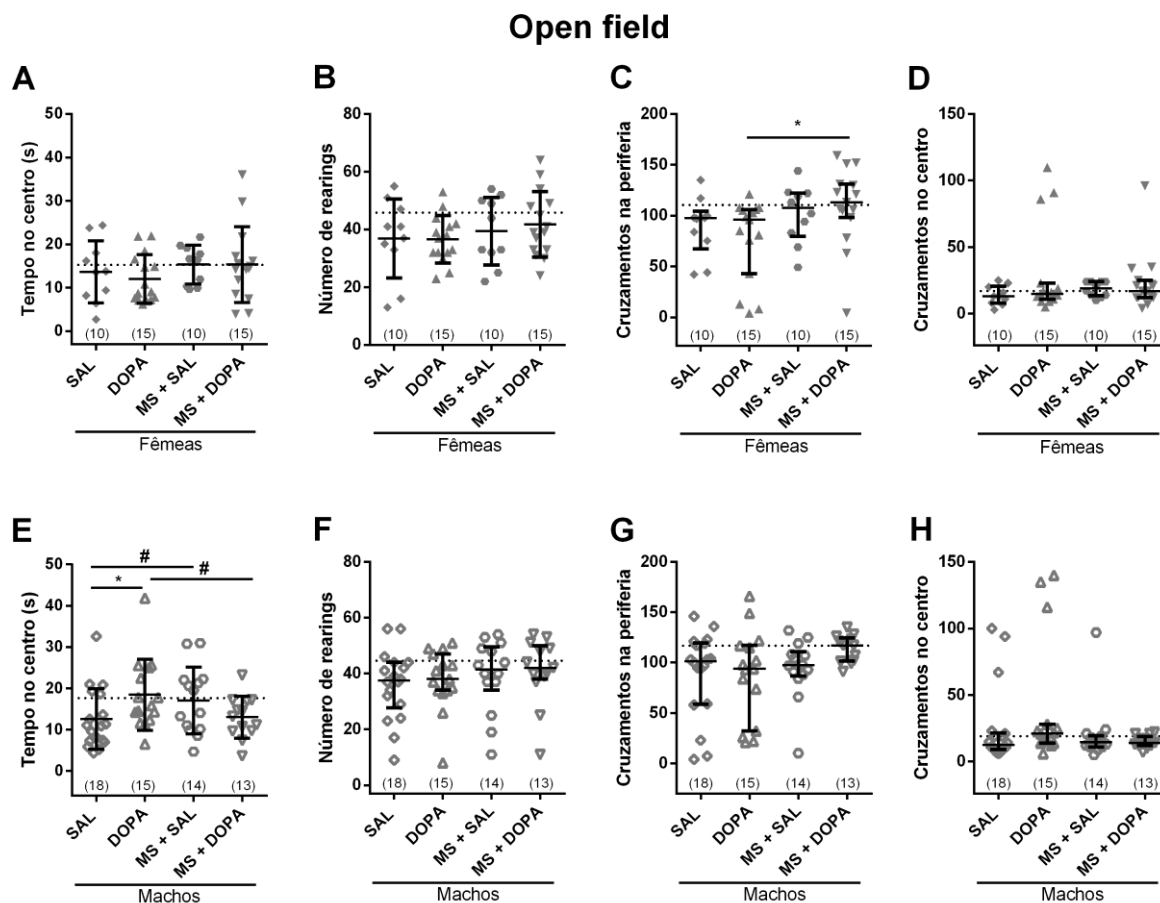 Open field
A
Tempo no centro (s)
50
40
30
20
10
0
(10) (15) (10) (15)
SAL
DOPA
MS + SAL
MS + DOPA
Fêmeas
B
Número de rearings
80
60
40
20
0
(10) (15) (10) (15)
SAL
DOPA
MS + SAL
MS + DOPA
Fêmeas
C
Cruzamentos na periferia
200
150
100
50
0
*
(10) (15) (10) (15)
SAL
DOPA
MS + SAL
MS + DOPA
Fêmeas
D
Cruzamentos no centro
150
100
50
0
(10) (15) (10) (15)
SAL
DOPA
MS + SAL
MS + DOPA
Fêmeas
E
Tempo no centro (s)
50
40
30
20
10
0
#
* #
(18) (15) (14) (13)
SAL
DOPA
MS + SAL
MS + DOPA
Machos
F
Número de rearings
80
60
40
20
0
(18) (15) (14) (13)
SAL
DOPA
MS + SAL
MS + DOPA
Machos
G
Cruzamentos na periferia
200
150
100
50
0
(18) (15) (14) (13)
SAL
DOPA
MS + SAL
MS + DOPA
Machos
H
Cruzamentos no centro
150
100
50
0
(18) (15) (14) (13)
SAL
DOPA
MS + SAL
MS + DOPA
Machos